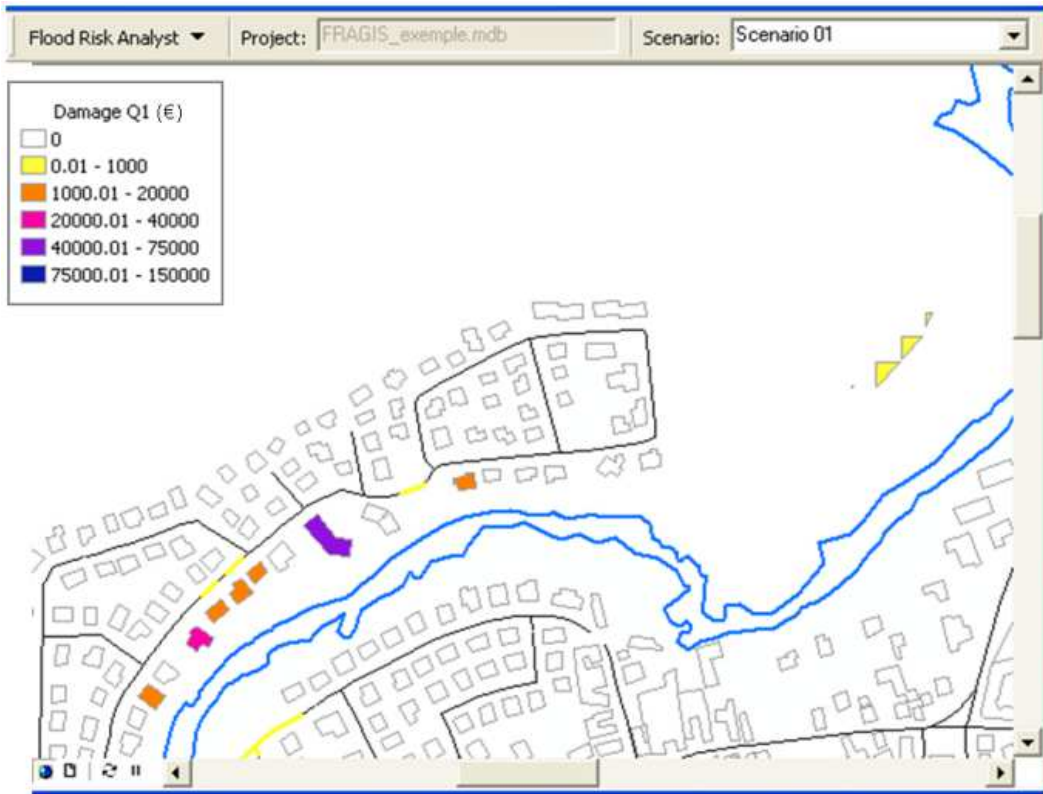 Flood Risk Analyst Project: FRAGIS_exemple.mdb Scenario: Scenario 01
Damage Q1 (€)
0
0.01 - 1000
1000.01 - 20000
20000.01 - 40000
40000.01 - 75000
75000.01 - 150000